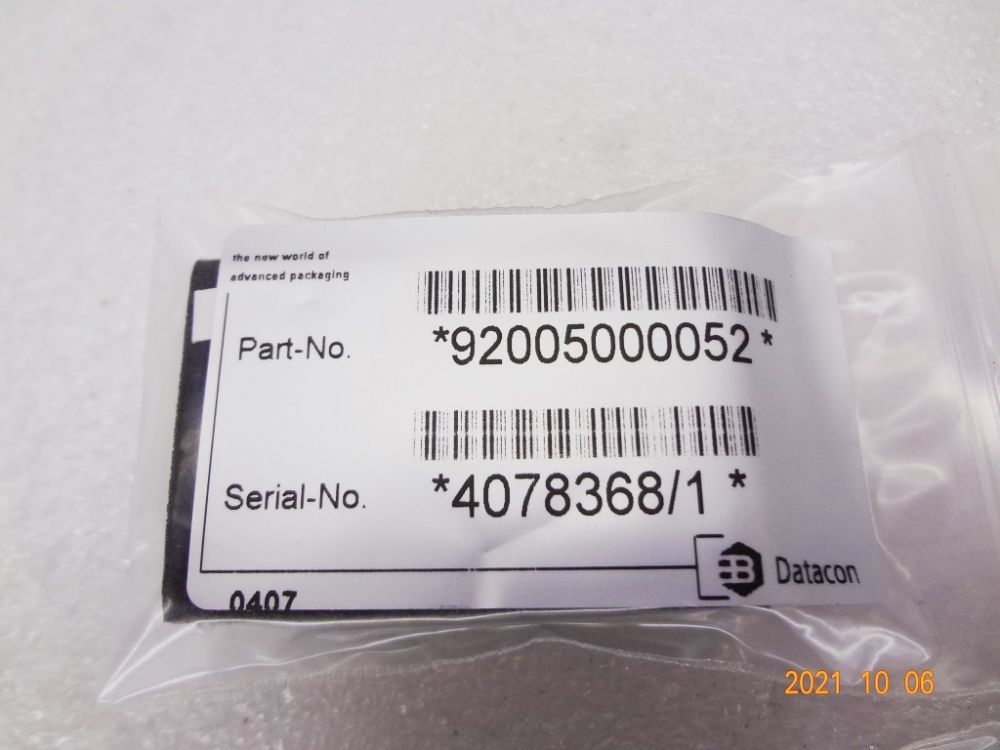 the new world of
advanced packaging
Part-No. *92005000052*
Serial-No. *4078368/1 *
Datacon
0407
2021 10 06